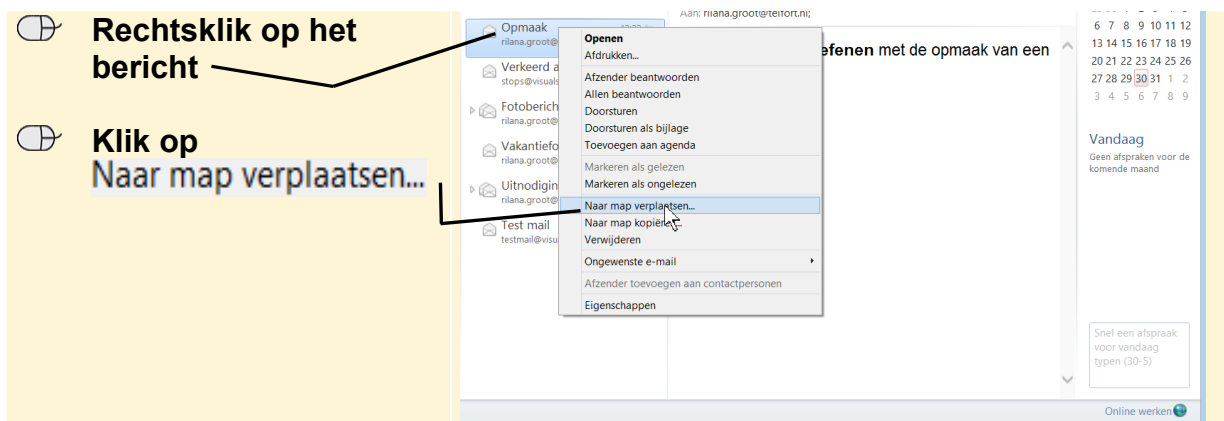 Rechtsklik op het
bericht
Klik op
Naar map verplaatsen...
Opmaak
rilana.groot@
Verkeerd a
stops@visuals
Fotoberich
rilana.groot@
Vakantiefo
rilana.groot@
Uitnodigin
rilana.groot@
Test mail
testmail@visu
Openen
Afdrukken...
Afzender beantwoorden
Allen beantwoorden
Doorsturen
Doorsturen als bijlage
Toevoegen aan agenda
Markeren als gelezen
Markeren als ongelezen
Naar map verplaatsen...
Naar map kopiëre
Verwijderen
Ongewenste e-mail
Afzender toevoegen aan contactpersonen
Eigenschappen
Aan: rilana.groot@telfort.nl;
efenen met de opmaak van een
6 7 8 9 10 11 12
13 14 15 16 17 18 19
20 21 22 23 24 25 26
27 28 29 30 31 1 2
3 4 5 6 7 8 9
Vandaag
Geen afspraken voor de
komende maand
Snel een afspraak
voor vandaag
typen (30-5)
Online werken